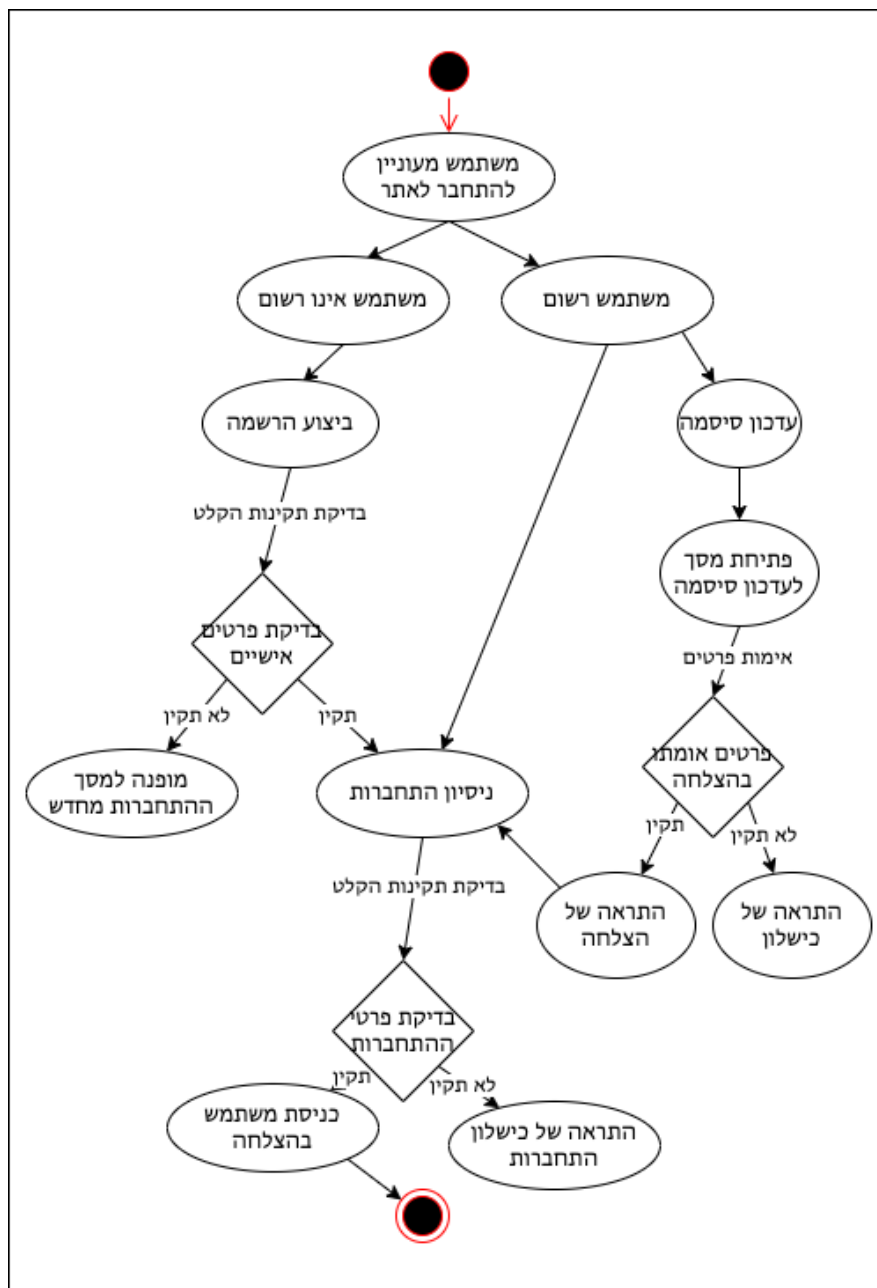 משתמש מעוניין
להתחבר לאתר
משתמש רשום
משתמש אינו רשום
עדכון סיסמה
ביצוע הרשמה
בדיקת תקינות הקלט
פתיחת מסך
לעדכון סיסמה
בדיקת פרטים
אישיים
אימות פרטים
לא תקין
תקין
פרטים אומתו
בהצלחה
מופנה למסך
ההתחברות מחדש
ניסיון התחברות
תקין
לא תקין
בדיקת תקינות הקלט
התראה של
הצלחה
התראה של
כישלון
בדיקת פרטי
ההתחברות
תקין
לא תקין
כניסת משתמש
בהצלחה
התראה של כישלון
התחברות